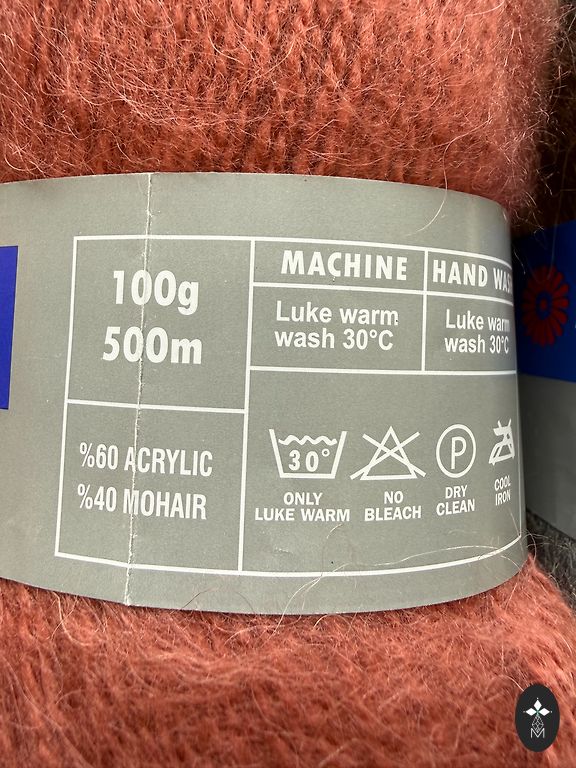 100g
500m
%60 ACRYLIC
%40 MOHAIR
MACHINE
Luke warm
wash 30°C
HAND
Luke warm
wash 30°C
30°
ONLY
LUKE WARM
NO
BLEACH
P
DRY
CLEAN
COOL
IRON
M